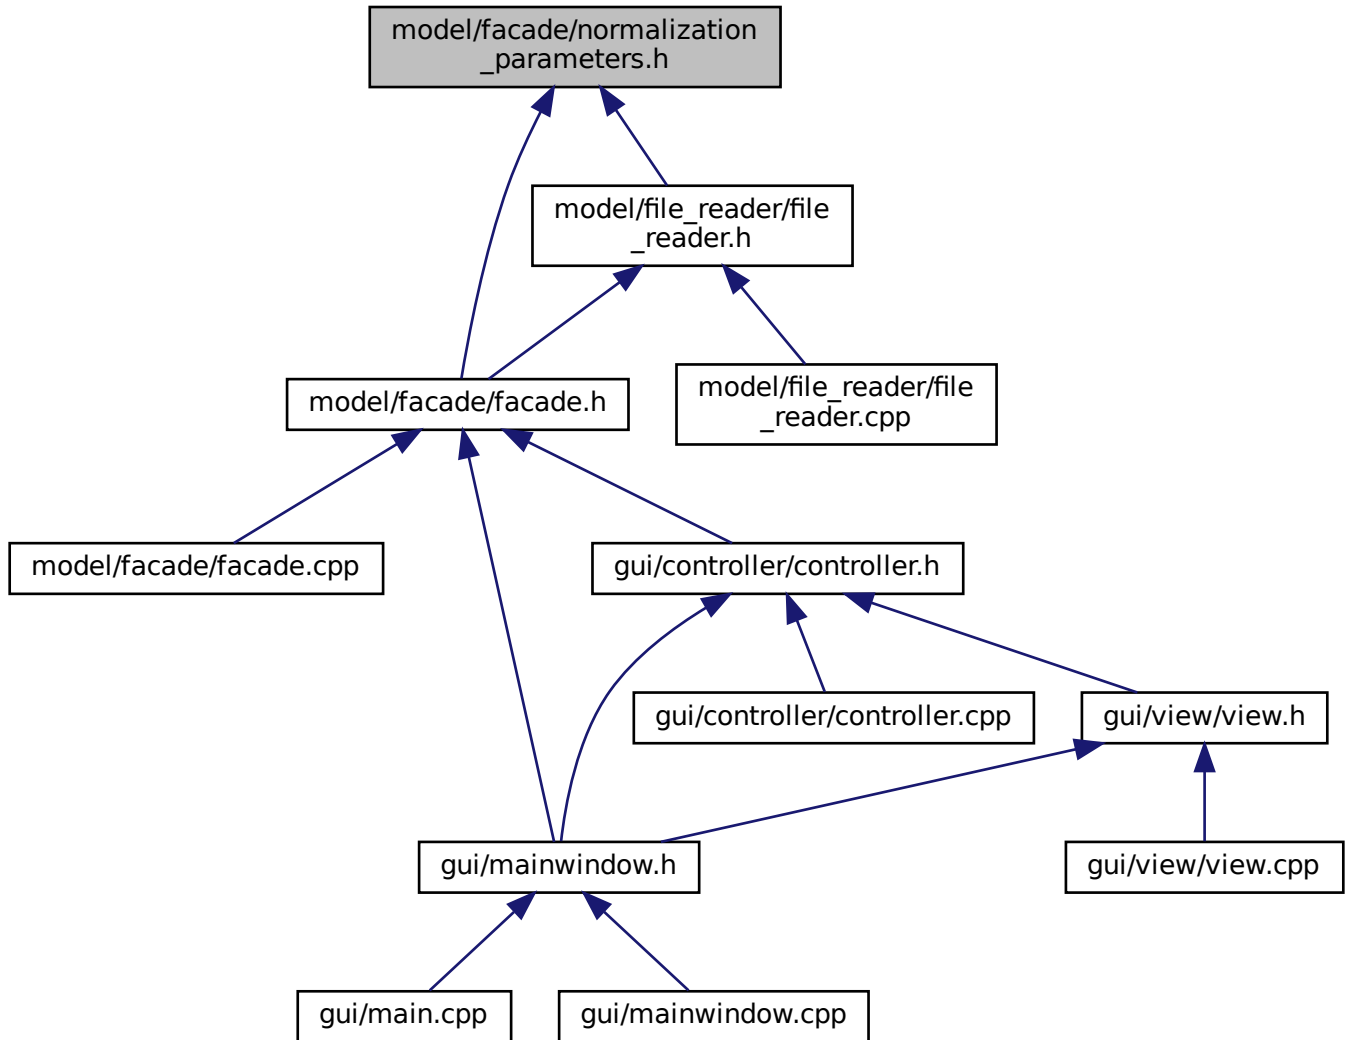 model/facade/normalization
_parameters.h
model/file_reader/file
_reader.h
model/facade/facade.h
model/file_reader/file
_reader.cpp
model/facade/facade.cpp
gui/controller/controller.h
gui/controller/controller.cpp
gui/view/view.h
gui/mainwindow.h
gui/view/view.cpp
gui/main.cpp
gui/mainwindow.cpp